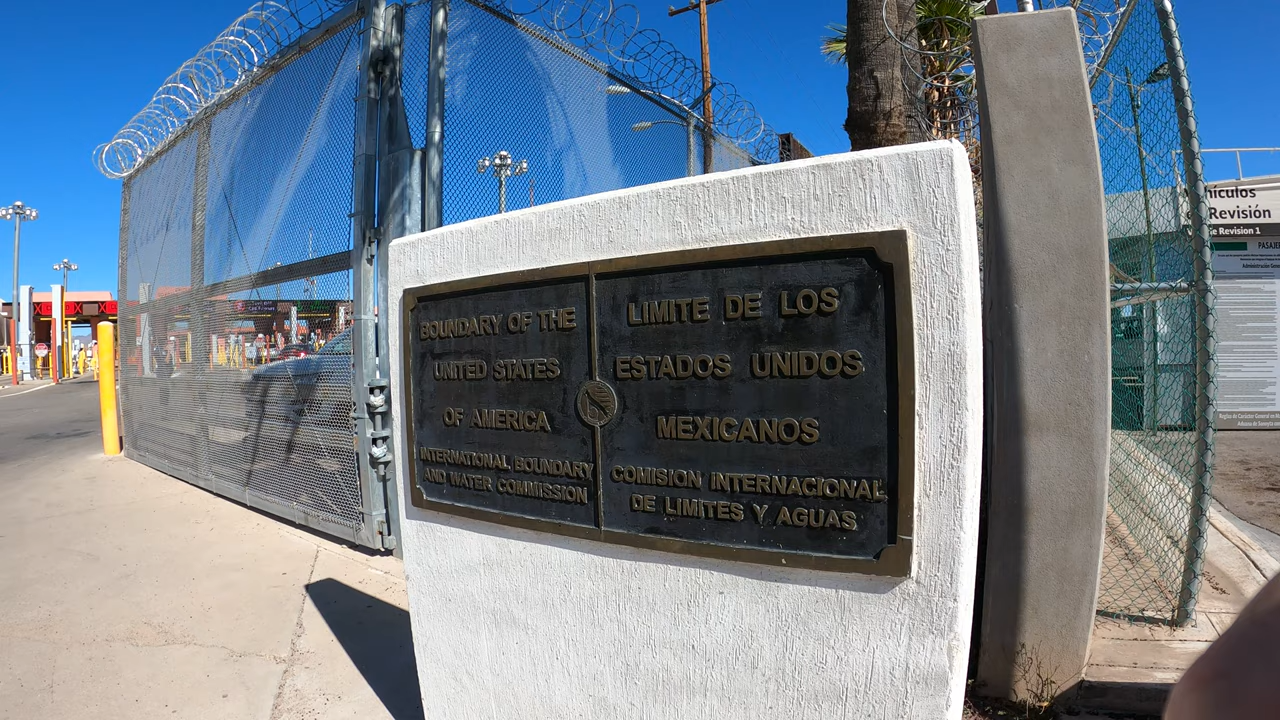 BOUNDARY OF THE
UNITED STATES
OF AMERICA
INTERNATIONAL BOUNDARY
AND WATER COMMISSION
LIMITE DE LOS
ESTADOS UNIDOS
MEXICANOS
COMISION INTERNACIONAL
DE LIMITES Y AGUAS
hículos
Revisión
e Revision 1
PASAJE